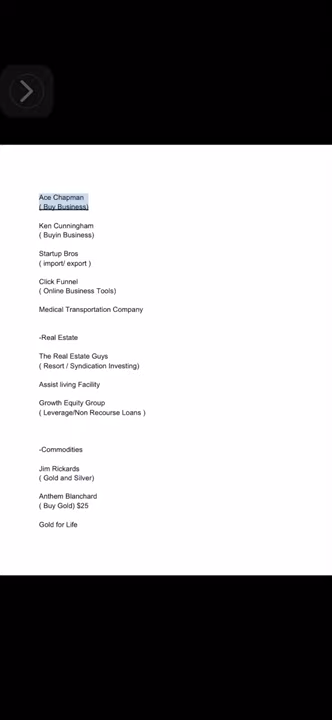 Ace Chapman
( Buy Business)
Ken Cunningham
( Buyin Business)
Startup Bros
( import/ export )
Click Funnel
( Online Business Tools)
Medical Transportation Company
-Real Estate
The Real Estate Guys
( Resort / Syndication Investing)
Assist living Facility
Growth Equity Group
( Leverage/Non Recourse Loans )
-Commodities
Jim Rickards
( Gold and Silver)
Anthem Blanchard
( Buy Gold) $25
Gold for Life